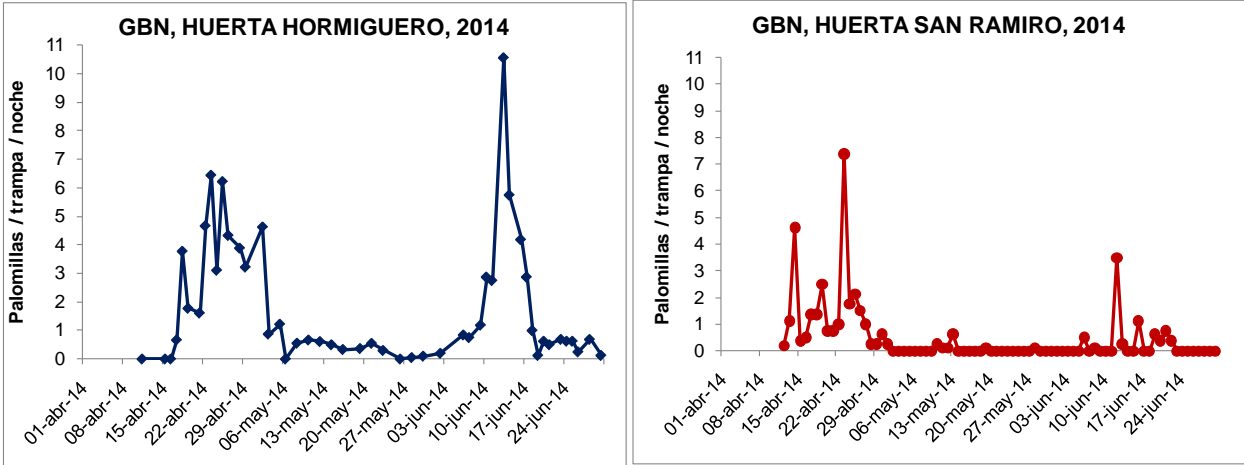 GBN, HUERTA HORMIGUERO, 2014
Palomillas / trampa / noche
11
10
9
8
7
6
5
4
3
2
1
0
01-abr-14
08-abr-14
15-abr-14
22-abr-14
29-abr-14
06-may-14
13-may-14
20-may-14
27-may-14
03-jun-14
10-jun-14
17-jun-14
24-jun-14
GBN, HUERTA SAN RAMIRO, 2014
Palomillas / trampa / noche
11
10
9
8
7
6
5
4
3
2
1
0
01-abr-14
08-abr-14
15-abr-14
22-abr-14
29-abr-14
06-may-14
13-may-14
20-may-14
27-may-14
03-jun-14
10-jun-14
17-jun-14
24-jun-14